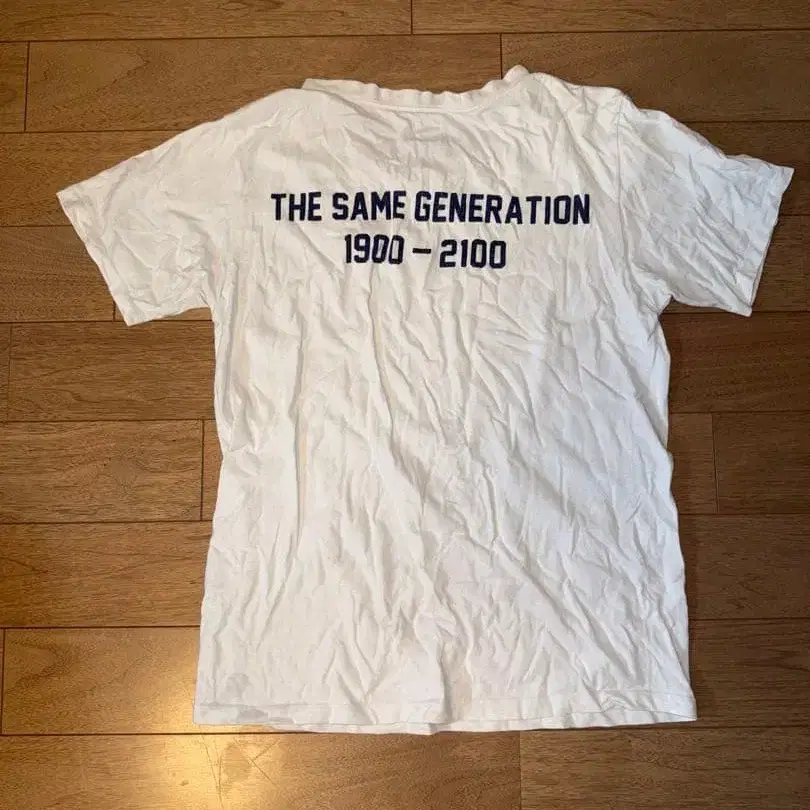 THE SAME GENERATION
1900 – 2100